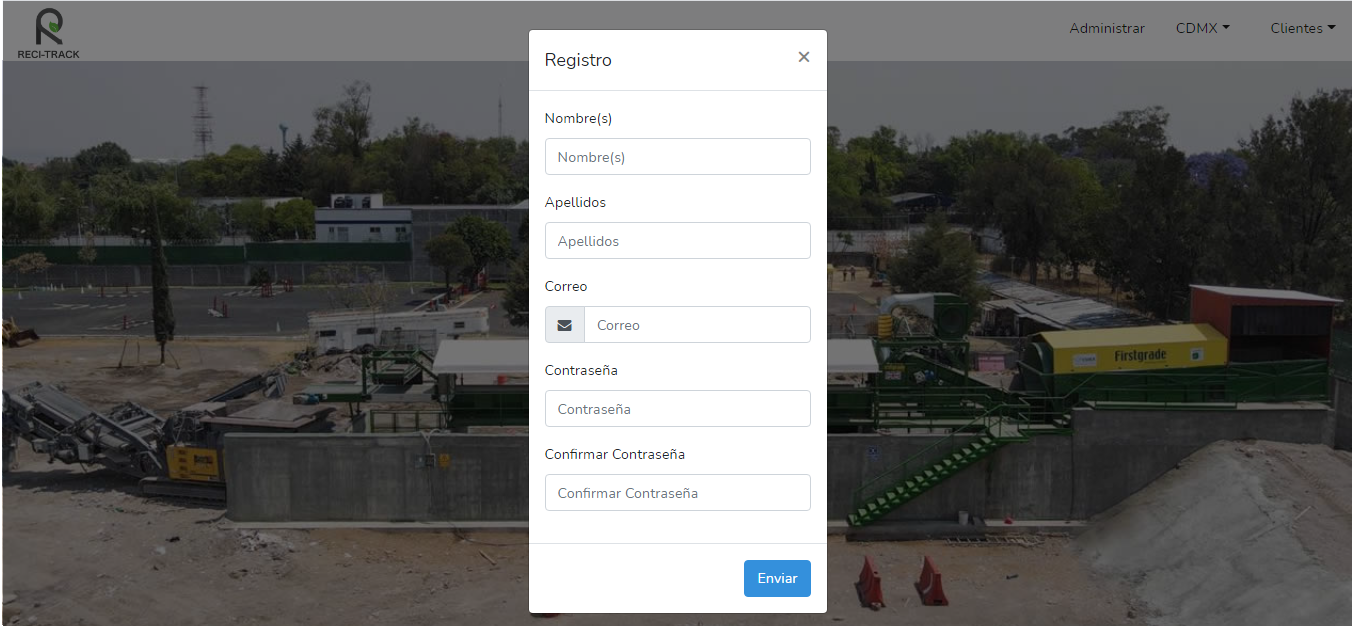 RECI-TRACK
Administrar
CDMX
Clientes
Registro
×
Nombre(s)
Nombre(s)
Apellidos
Apellidos
Correo
Correo
Contraseña
Contraseña
Confirmar Contraseña
Confirmar Contraseña
Enviar
Firstgrade